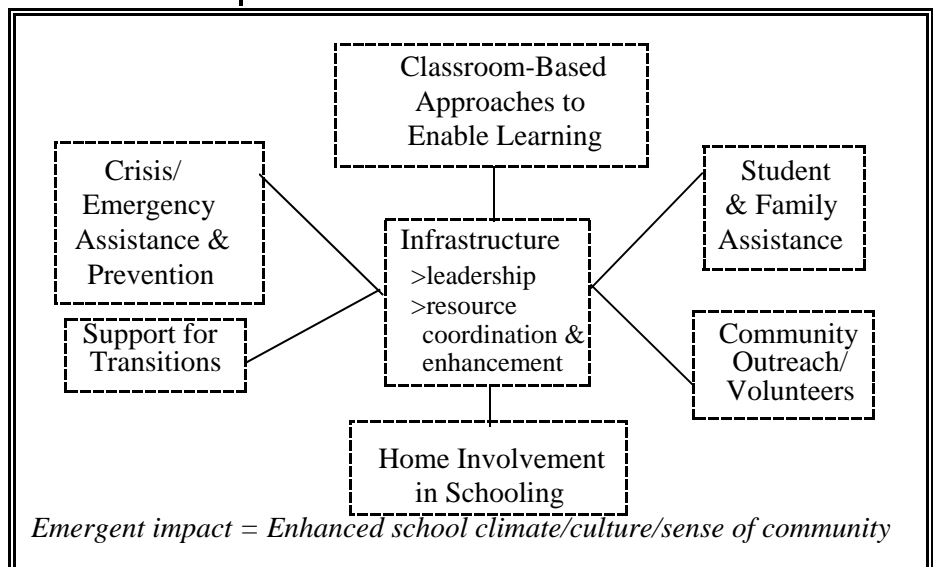 Classroom-Based
Approaches to
Enable Learning
Crisis/
Emergency
Assistance &
Prevention
Student
& Family
Assistance
Infrastructure
>leadership
>resource
coordination &
enhancement
Support for
Transitions
Community
Outreach/
Volunteers
Home Involvement
in Schooling
Emergent impact = Enhanced school climate/culture/sense of community